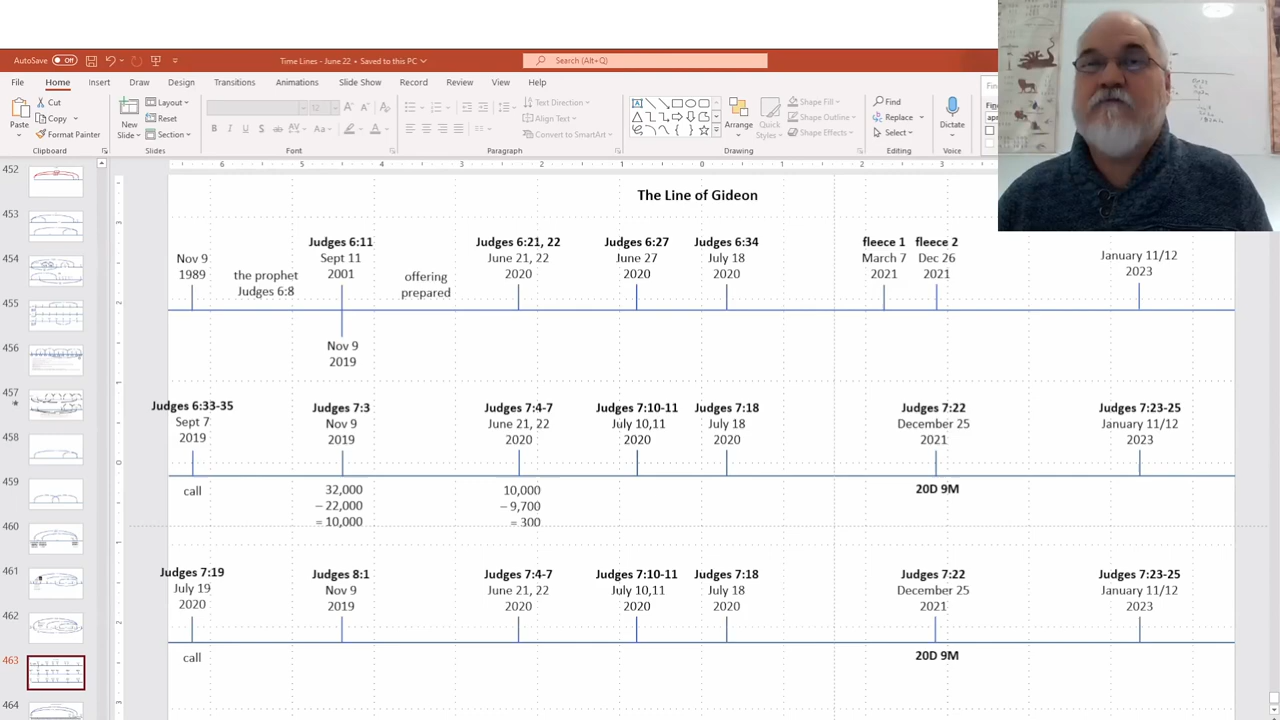 AutoSave Off Time Lines - June 22 - Saved to this PC Search (Alt+Q)
File Home Insert Draw Design Transitions Animations Slide Show Record Review View Help
Paste Cut Copy Format Painter
New Slide Layout Reset Section
12
Text Direction Align Text Convert to SmartArt
Arrange Quick Styles Shape Fill Shape Outline Shape Effects
Find Replace Select
Dictate
Clipboard Slides Font Paragraph Drawing Editing Voice
6 5 4 3 2 1 0 1 2 3
452
453
454
455
456
457
458
459
460
461
462
463
464
The Line of Gideon
Nov 9
1989
the prophet
Judges 6:8
Judges 6:11
Sept 11
2001
Nov 9
2019
offering
prepared
Judges 6:21, 22
June 21, 22
2020
Judges 6:27
June 27
2020
Judges 6:34
July 18
2020
fleece 1
March 7
2021
fleece 2
Dec 26
2021
January 11/12
2023
Judges 6:33-35
Sept 7
2019
call
Judges 7:3
Nov 9
2019
32,000
– 22,000
= 10,000
Judges 7:4-7
June 21, 22
2020
10,000
– 9,700
= 300
Judges 7:10-11
July 10,11
2020
Judges 7:18
July 18
2020
Judges 7:22
December 25
2021
20D 9M
Judges 7:23-25
January 11/12
2023
Judges 7:19
July 19
2020
call
Judges 8:1
Nov 9
2019
Judges 7:4-7
June 21, 22
2020
Judges 7:10-11
July 10,11
2020
Judges 7:18
July 18
2020
Judges 7:22
December 25
2021
20D 9M
Judges 7:23-25
January 11/12
2023